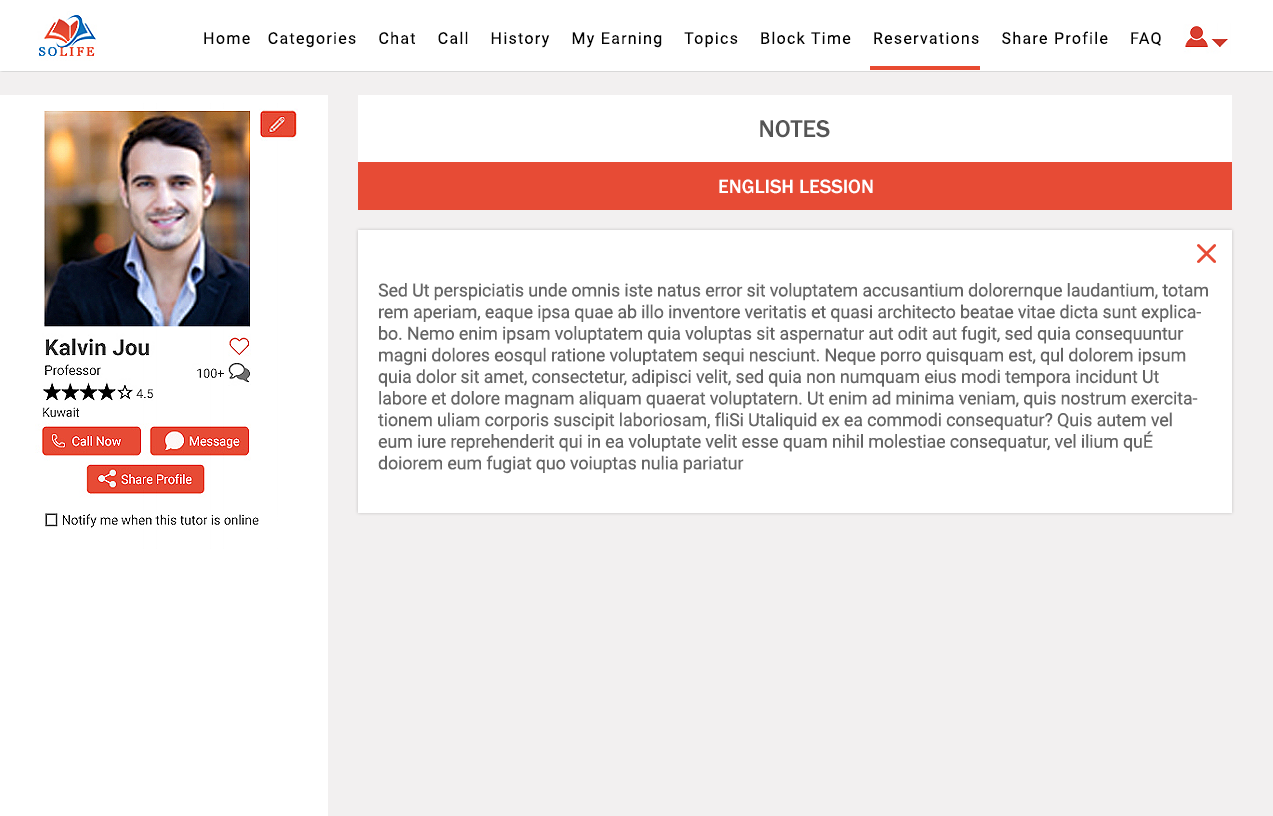 SOLIFE
Home Categories Chat Call History My Earning Topics Block Time Reservations Share Profile FAQ
Kalvin Jou
Professor
100+
4.5
Kuwait
Call Now Message
Share Profile
Notify me when this tutor is online
NOTES
ENGLISH LESSION
Sed Ut perspiciatis unde omnis iste natus error sit voluptatem accusantium dolorernque laudantium, totam
rem aperiam, eaque ipsa quae ab illo inventore veritatis et quasi architecto beatae vitae dicta sunt explica-
bo. Nemo enim ipsam voluptatem quia voluptas sit aspernatur aut odit aut fugit, sed quia consequuntur
magni dolores eosqul ratione voluptatem sequi nesciunt. Neque porro quisquam est, qul dolorem ipsum
quia dolor sit amet, consectetur, adipisci velit, sed quia non numquam eius modi tempora incidunt Ut
labore et dolore magnam aliquam quaerat voluptatern. Ut enim ad minima veniam, quis nostrum exercita-
tionem uliam corporis suscipit laboriosam, fliSi Utaliquid ex ea commodi consequatur? Quis autem vel
eum iure reprehenderit qui in ea voluptate velit esse quam nihil molestiae consequatur, vel ilium quÉ
doiorem eum fugiat quo voiuptas nulia pariatur